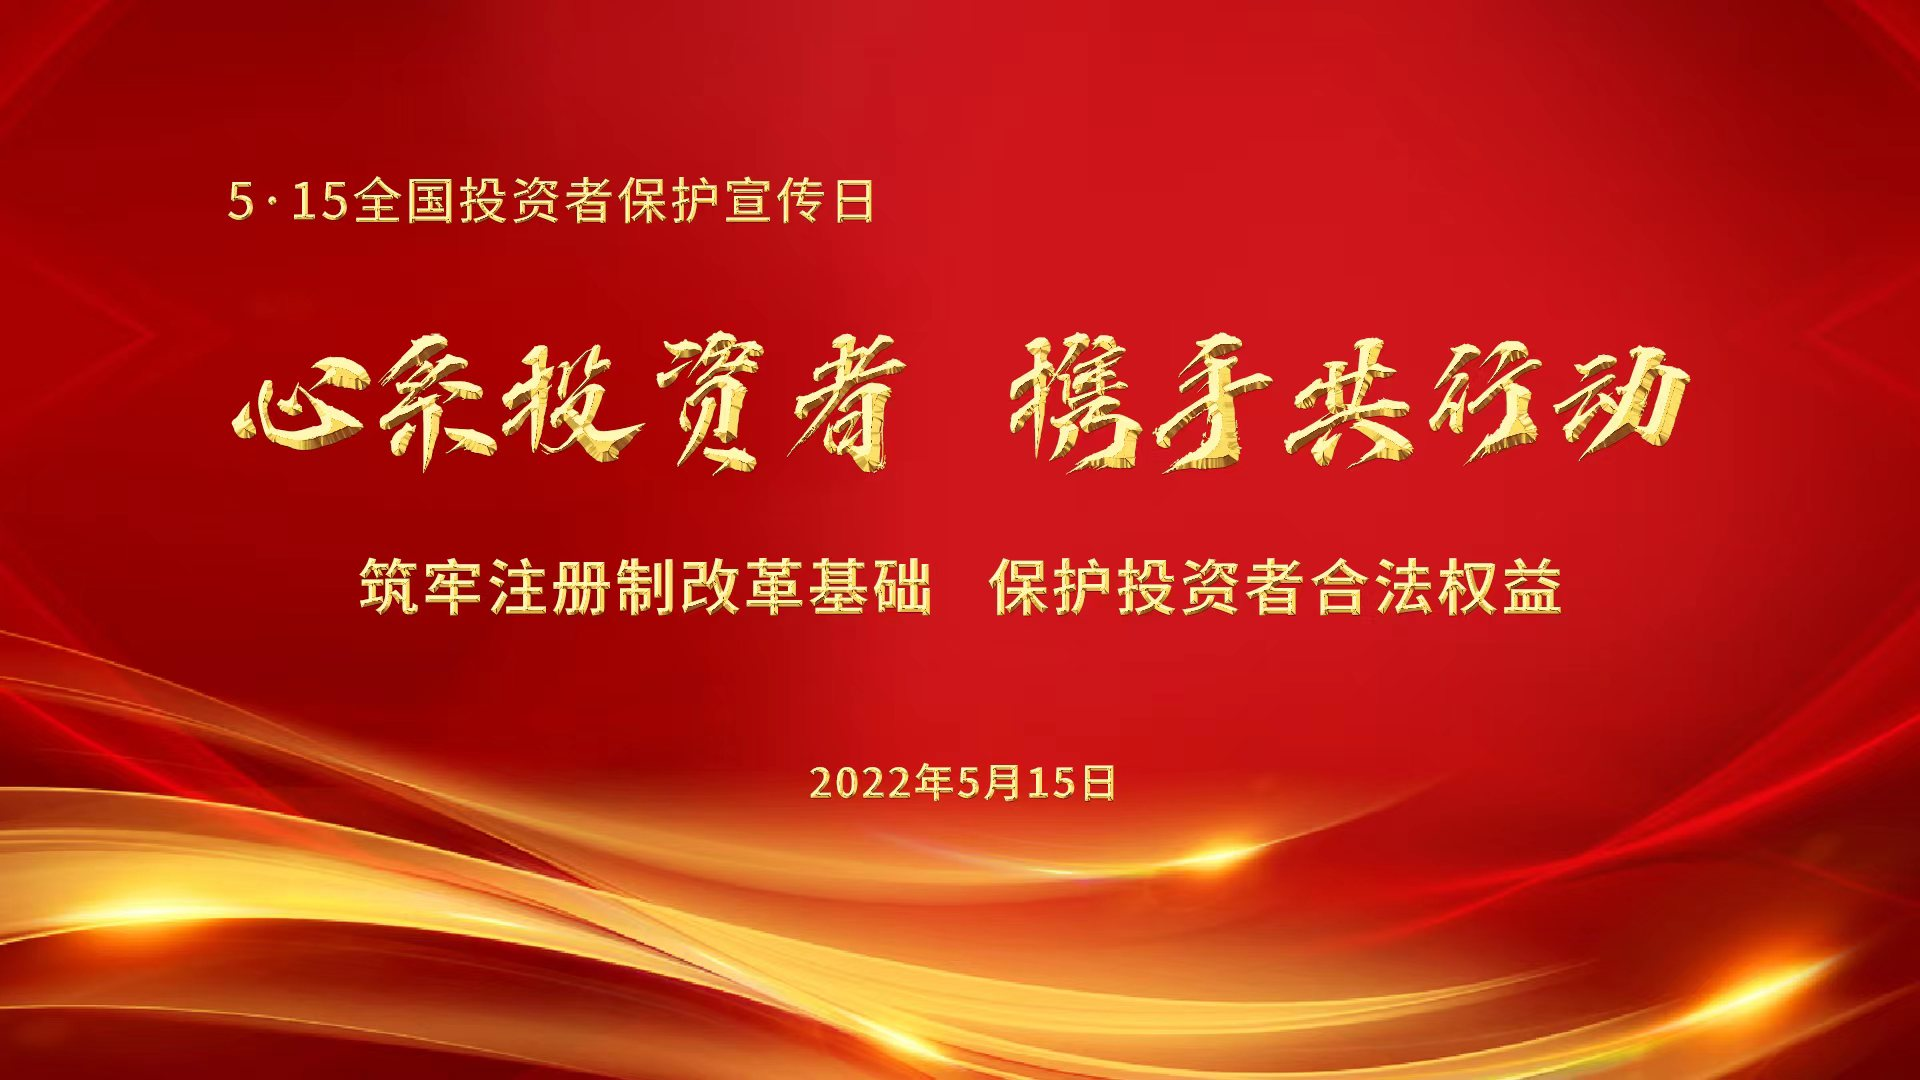 5·15全国投资者保护宣传日
心系投资者 携手共行动
筑牢注册制改革基础 保护投资者合法权益
2022年5月15日